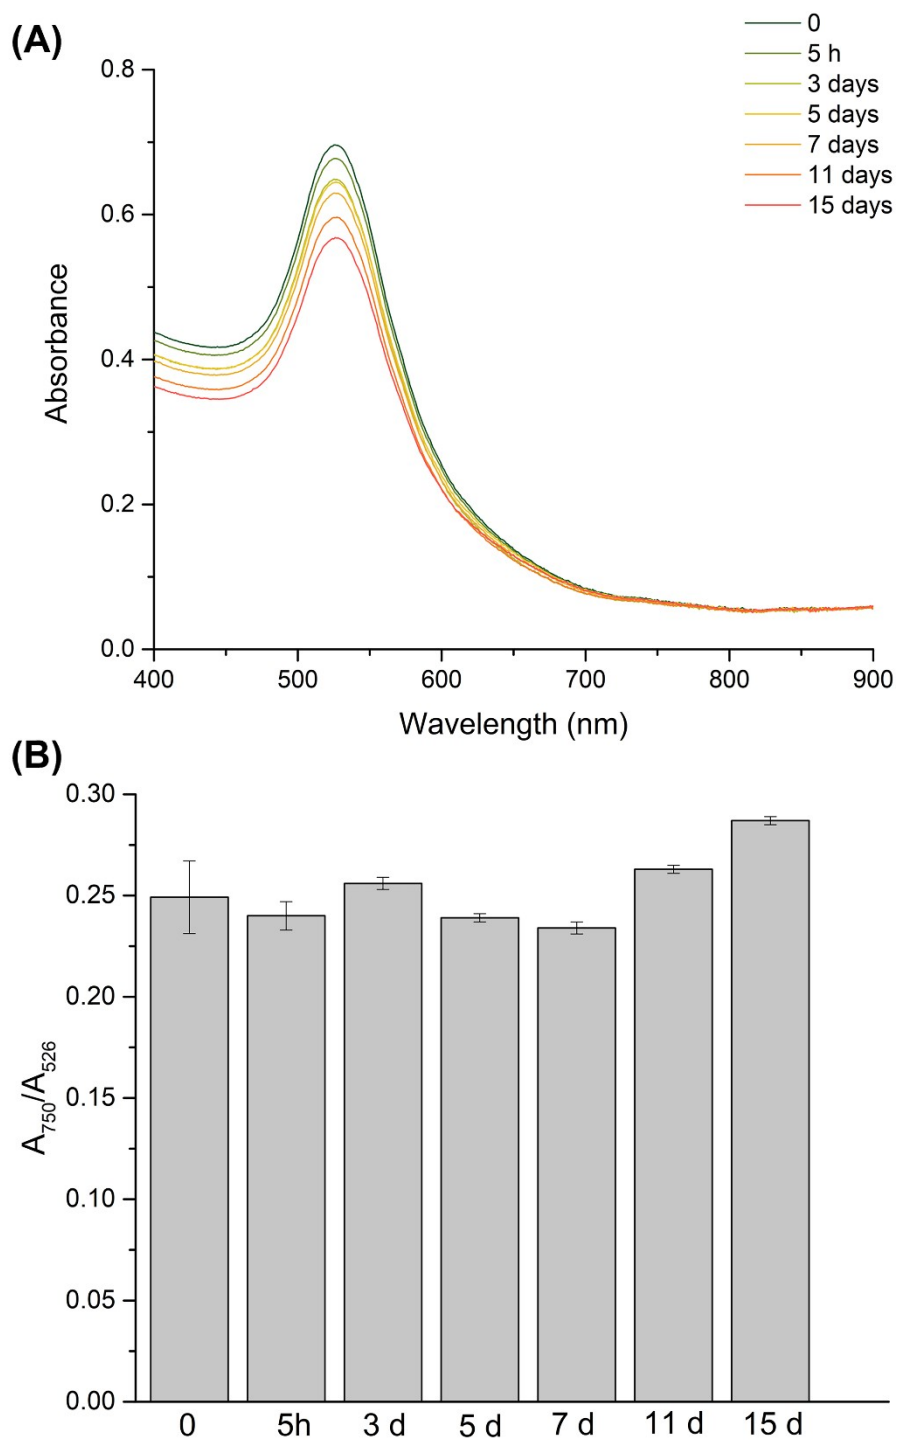 (A)
0
5 h
3 days
5 days
7 days
11 days
15 days
0.8
0.6
0.4
0.2
0.0
Absorbance
400 500 600 700 800 900
Wavelength (nm)
(B)
0.30
0.25
0.20
0.15
0.10
0.05
0.00
A750/A526
0 5h 3 d 5 d 7 d 11 d 15 d